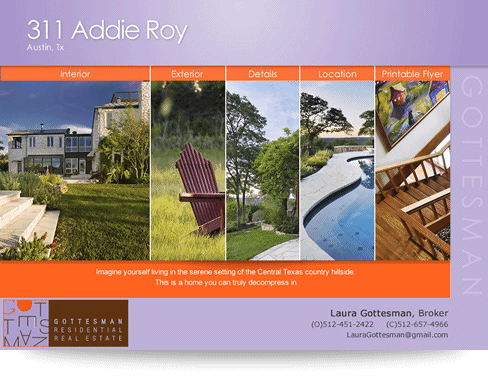 311 Addie Roy
Austin, Tx
interior
Exterior
Details
Location
Printable Flyer
GOTTESMAN
Imagine yourself living in the serene setting of the Central Texas country hillside.
This is a home you can truly decompress in.
GOTTESMAN
GOTTESMAN
RESIDENTIAL
REAL ESTATE
Laura Gottesman, Broker
(O)512-451-2422 (C)512-657-4966
LauraGottesman@gmail.com